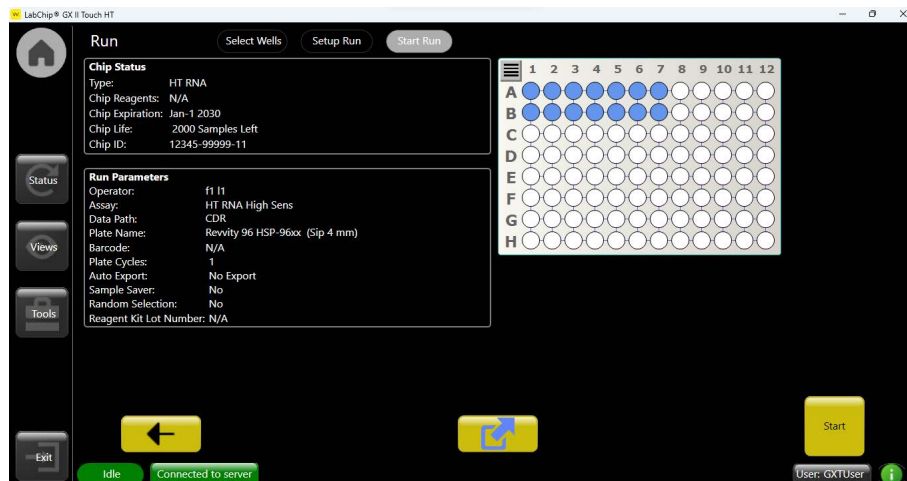 LabChip® GX II Touch HT
Run
Select Wells
Setup Run
Start Run
Chip Status
Type: HT RNA
Chip Reagents: N/A
Chip Expiration: Jan-1 2030
Chip Life: 2000 Samples Left
Chip ID: 12345-99999-11
1 2 3 4 5 6 7 8 9 10 11 12
A
B
C
D
E
F
G
H
Status
Views
Tools
Exit
Run Parameters
Operator: f1 l1
Assay: HT RNA High Sens
Data Path: CDR
Plate Name: Revvity 96 HSP-96xx (Sip 4 mm)
Barcode: N/A
Plate Cycles: 1
Auto Export: No Export
Sample Saver: No
Random Selection: No
Reagent Kit Lot Number: N/A
Start
Idle
Connected to server
User: GXTUser
i